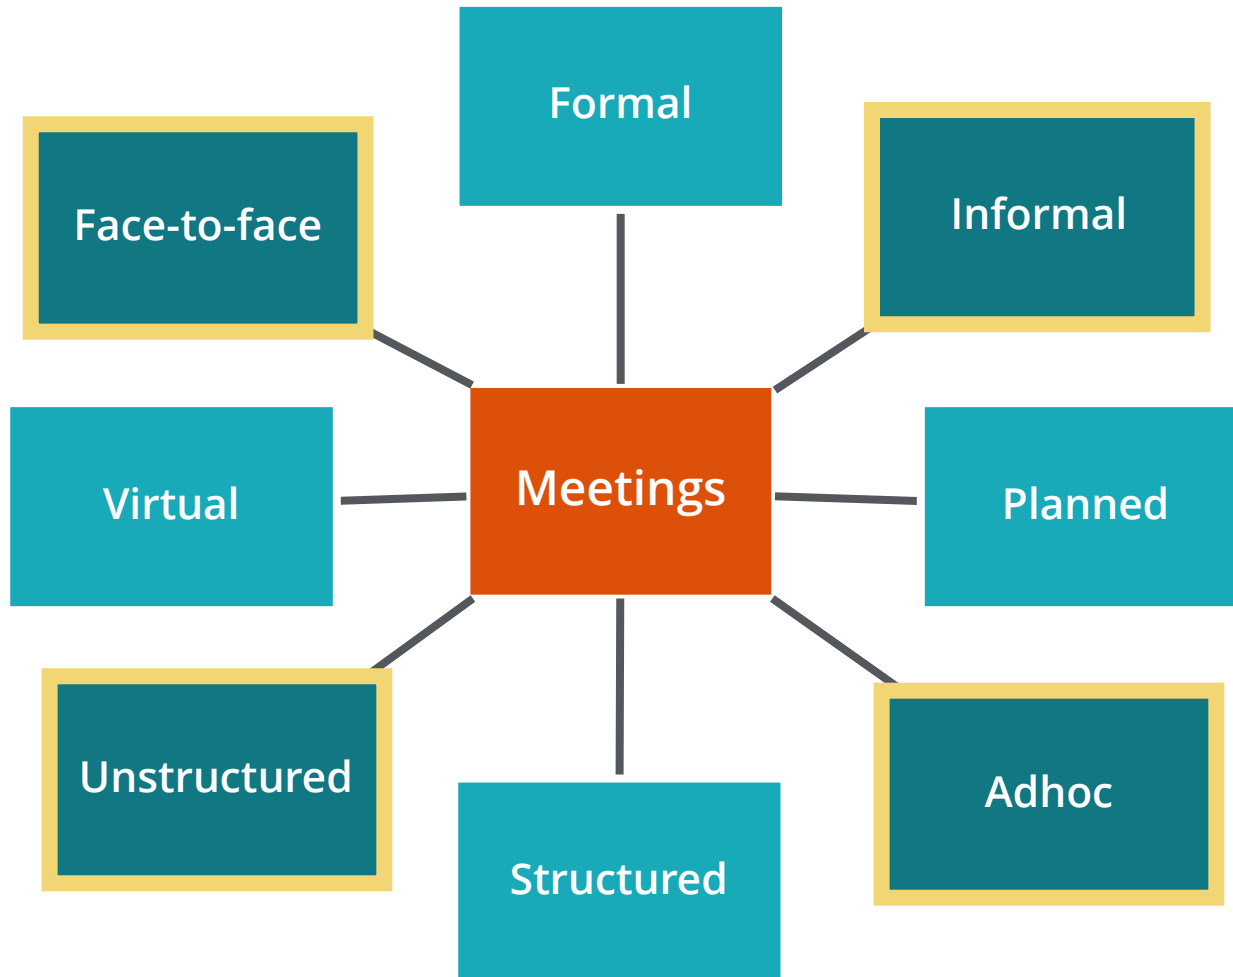 Formal
Face-to-face
Informal
Virtual
Meetings
Planned
Unstructured
Adhoc
Structured